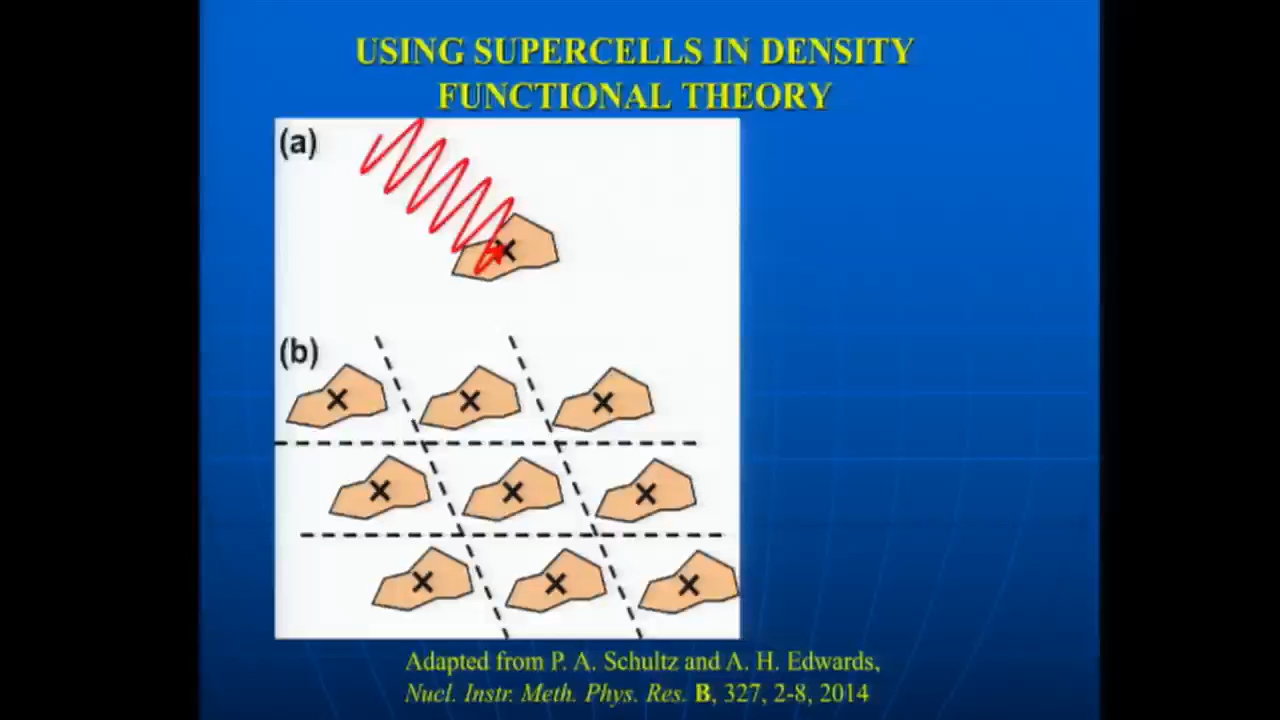 USING SUPERCELLS IN DENSITY
FUNCTIONAL THEORY
(a)
(b)
Adapted from P. A. Schultz and A. H. Edwards,
Nucl. Instr. Meth. Phys. Res. B, 327, 2-8, 2014